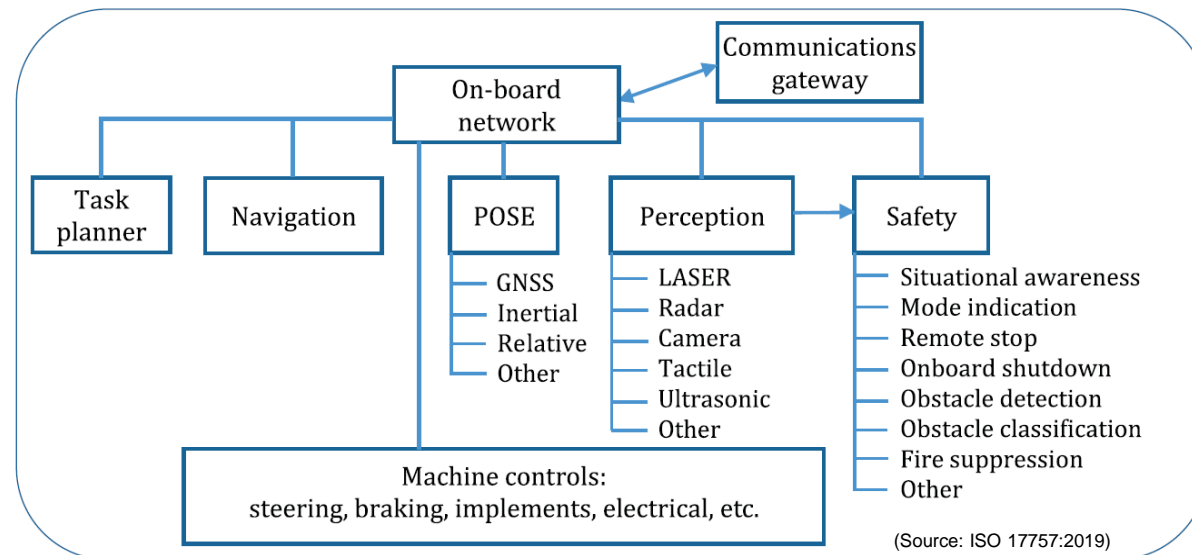 Communications
gateway
On-board
network
Task
planner
Navigation
POSE
Perception
Safety
GNSS
Inertial
Relative
Other
LASER
Radar
Camera
Tactile
Ultrasonic
Other
Situational awareness
Mode indication
Remote stop
Onboard shutdown
Obstacle detection
Obstacle classification
Fire suppression
Other
Machine controls:
steering, braking, implements, electrical, etc.
(Source: ISO 17757:2019)